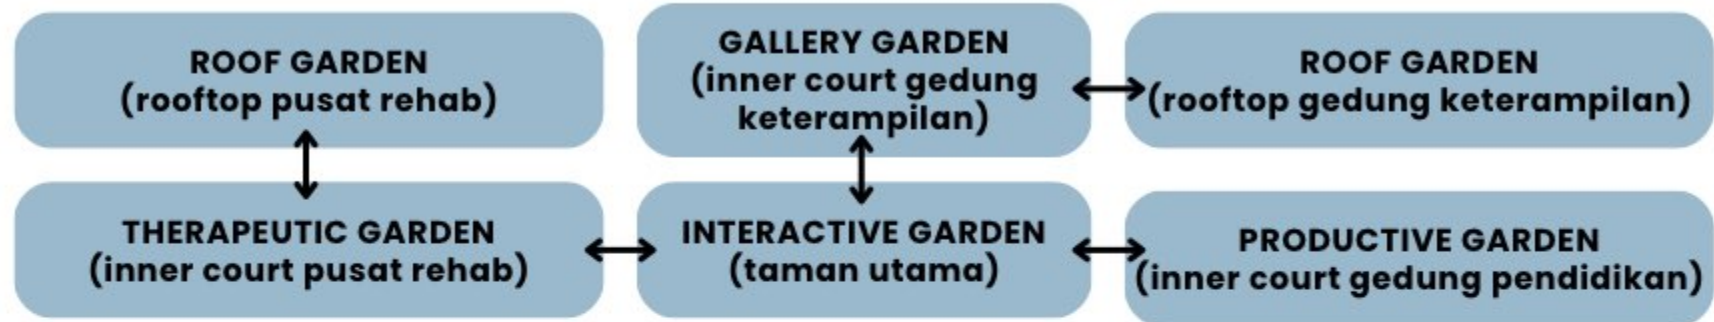 ROOF GARDEN
(rooftop pusat rehab)
GALLERY GARDEN
(inner court gedung
keterampilan)
ROOF GARDEN
(rooftop gedung keterampilan)
THERAPEUTIC GARDEN
(inner court pusat rehab)
INTERACTIVE GARDEN
(taman utama)
PRODUCTIVE GARDEN
(inner court gedung pendidikan)